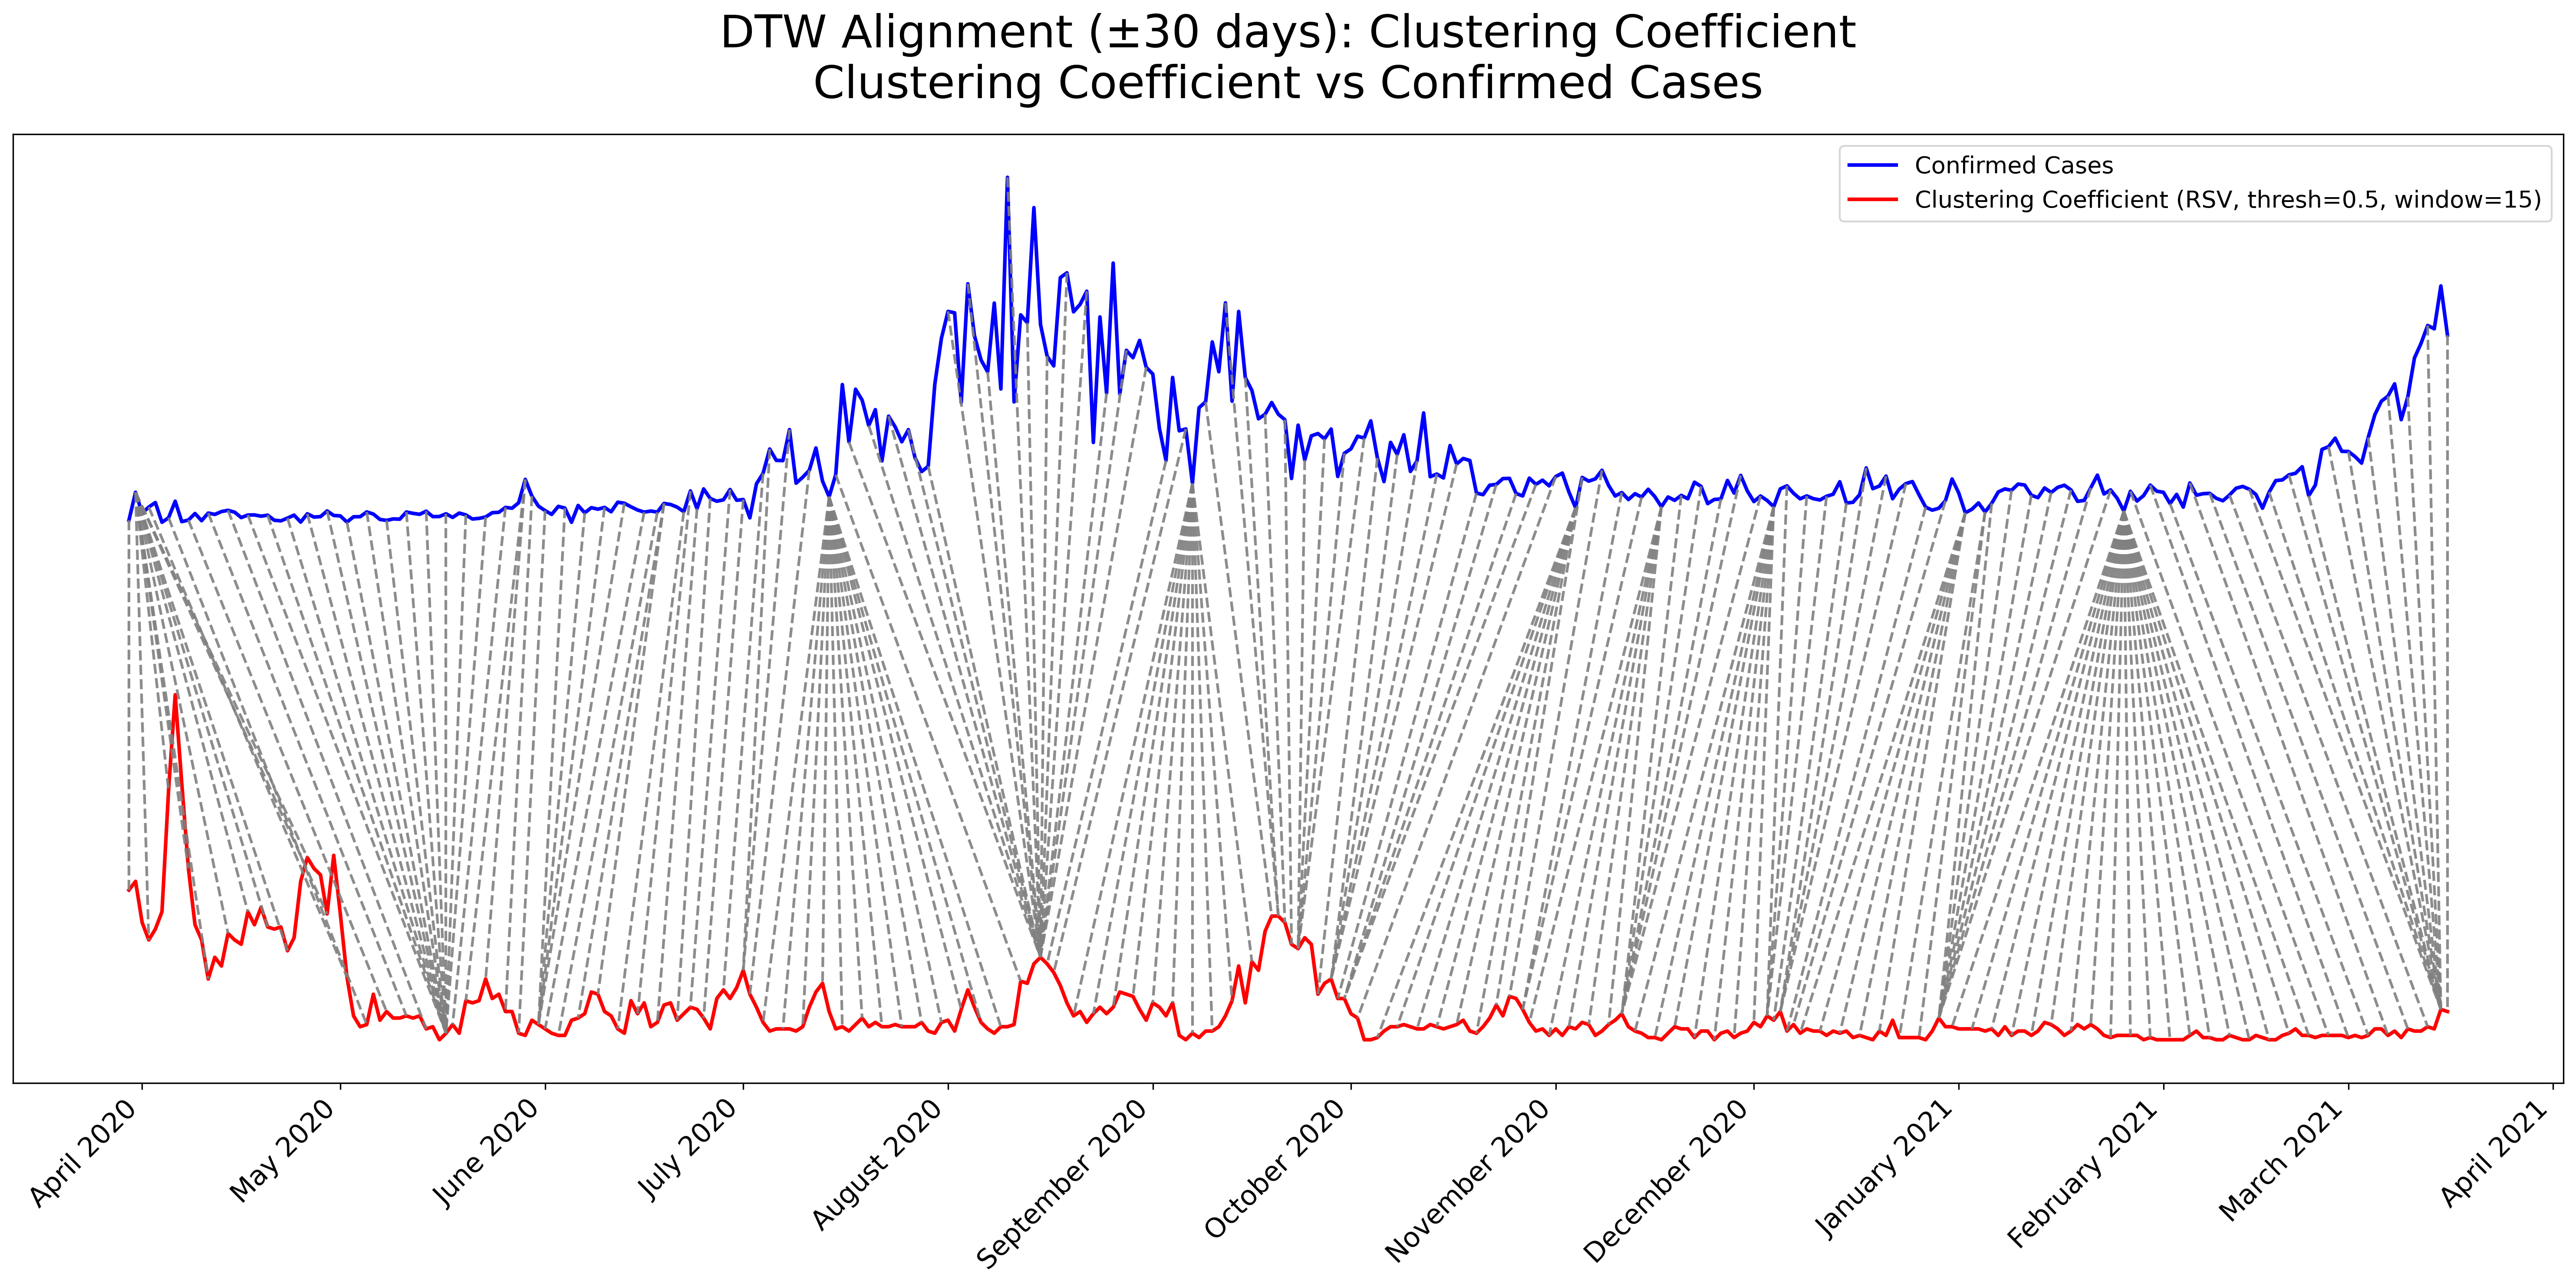 DTW Alignment (±30 days): Clustering Coefficient
Clustering Coefficient vs Confirmed Cases
Confirmed Cases
Clustering Coefficient (RSV, thresh=0.5, window=15)
April 2020
May 2020
June 2020
July 2020
August 2020
September 2020
October 2020
November 2020
December 2020
January 2021
February 2021
March 2021
April 2021